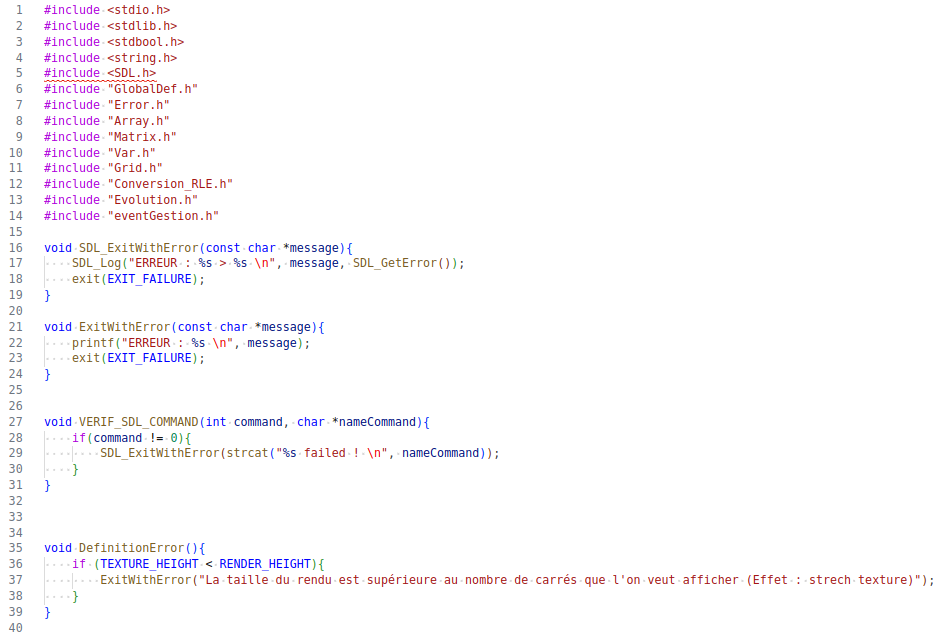 1 #include <stdio.h>
2 #include <stdlib.h>
3 #include <stdbool.h>
4 #include <string.h>
5 #include <SDL.h>
6 #include "GlobalDef.h"
7 #include "Error.h"
8 #include "Array.h"
9 #include "Matrix.h"
10 #include "Var.h"
11 #include "Grid.h"
12 #include "Conversion_RLE.h"
13 #include "Evolution.h"
14 #include "eventGestion.h"
15
16 void SDL_ExitWithError(const char *message){
17     SDL_Log("ERREUR : %s > %s \n", message, SDL_GetError());
18     exit(EXIT_FAILURE);
19 }
20
21 void ExitWithError(const char *message){
22     printf("ERREUR : %s \n", message);
23     exit(EXIT_FAILURE);
24 }
25
26
27 void VERIF_SDL_COMMAND(int command, char *nameCommand){
28     if(command != 0){
29         SDL_ExitWithError(strcat("%s failed ! \n", nameCommand));
30     }
31 }
32
33
34
35 void DefinitionError(){
36     if (TEXTURE_HEIGHT < RENDER_HEIGHT){
37         ExitWithError("La taille du rendu est supérieure au nombre de carrés que l'on veut afficher (Effet : strech texture)");
38     }
39 }
40